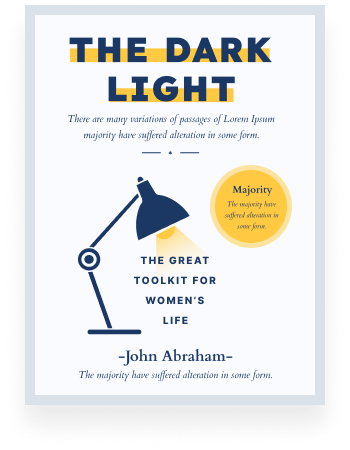 THE DARK
LIGHT
There are many variations of passages of Lorem Ipsum
majority have suffered alteration in some form.
Majority
The majority have
suffered alteration in
some form.
THE GREAT
TOOLKIT FOR
WOMEN'S
LIFE
-John Abraham-
The majority have suffered alteration in some form.